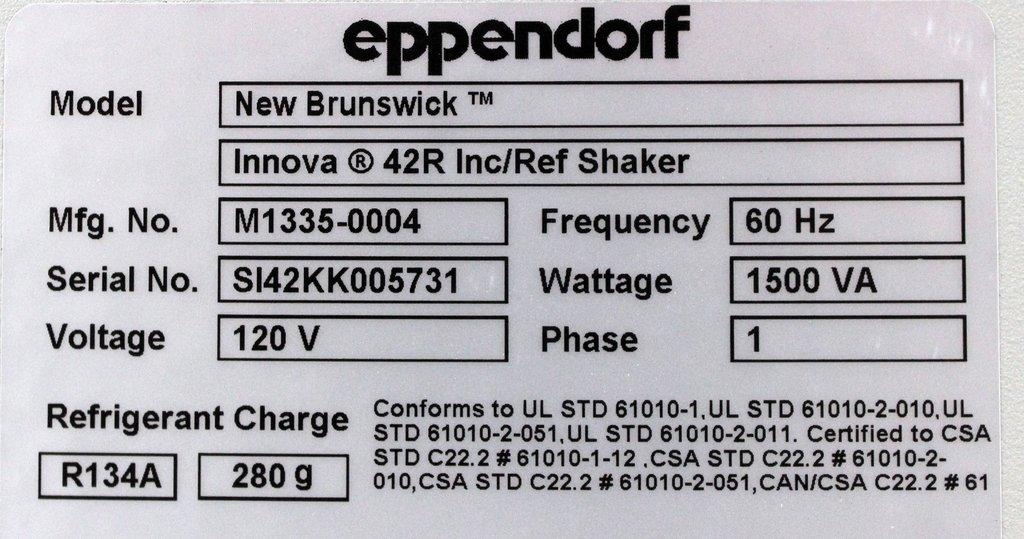 eppendorf
Model New Brunswick ™
Innova ® 42R Inc/Ref Shaker
Mfg. No. M1335-0004 Frequency 60 Hz
Serial No. SI42KK005731 Wattage 1500 VA
Voltage 120 V Phase 1
Refrigerant Charge
R134A 280 g
Conforms to UL STD 61010-1,UL STD 61010-2-010,UL
STD 61010-2-051,UL STD 61010-2-011. Certified to CSA
STD C22.2 # 61010-1-12 ,CSA STD C22.2 # 61010-2-
010,CSA STD C22.2 # 61010-2-051,CAN/CSA C22.2 # 61